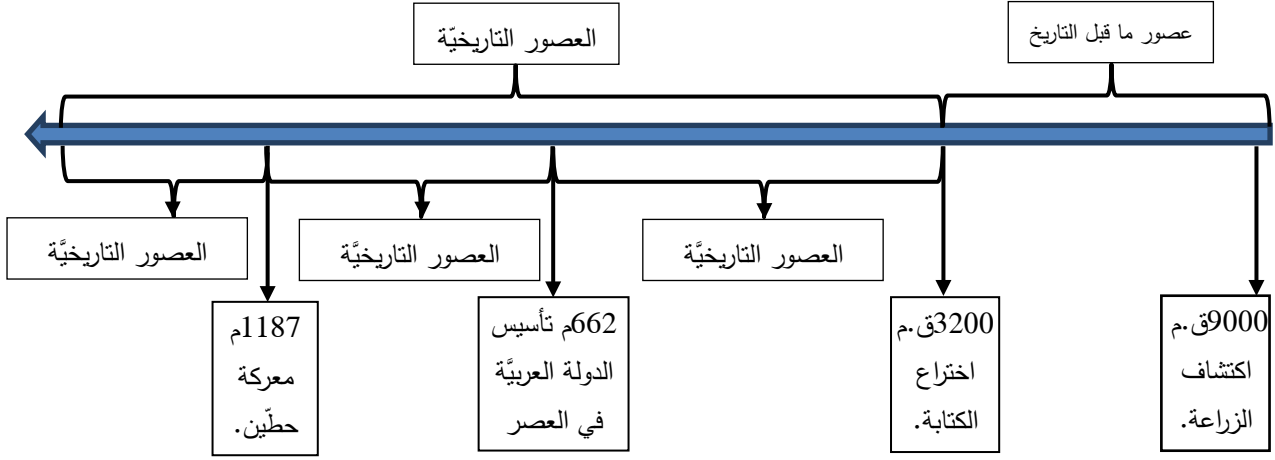 عصور ما قبل التاريخ
العصور التاريخيّة
العصور التاريخيَّة
العصور التاريخيَّة
العصور التاريخيَّة
9000ق.م
اكتشاف
الزراعة.
3200ق.م
اختراع
الكتابة.
662م تأسيس
الدولة العربيَّة
في العصر
1187م
معركة
حطّين.